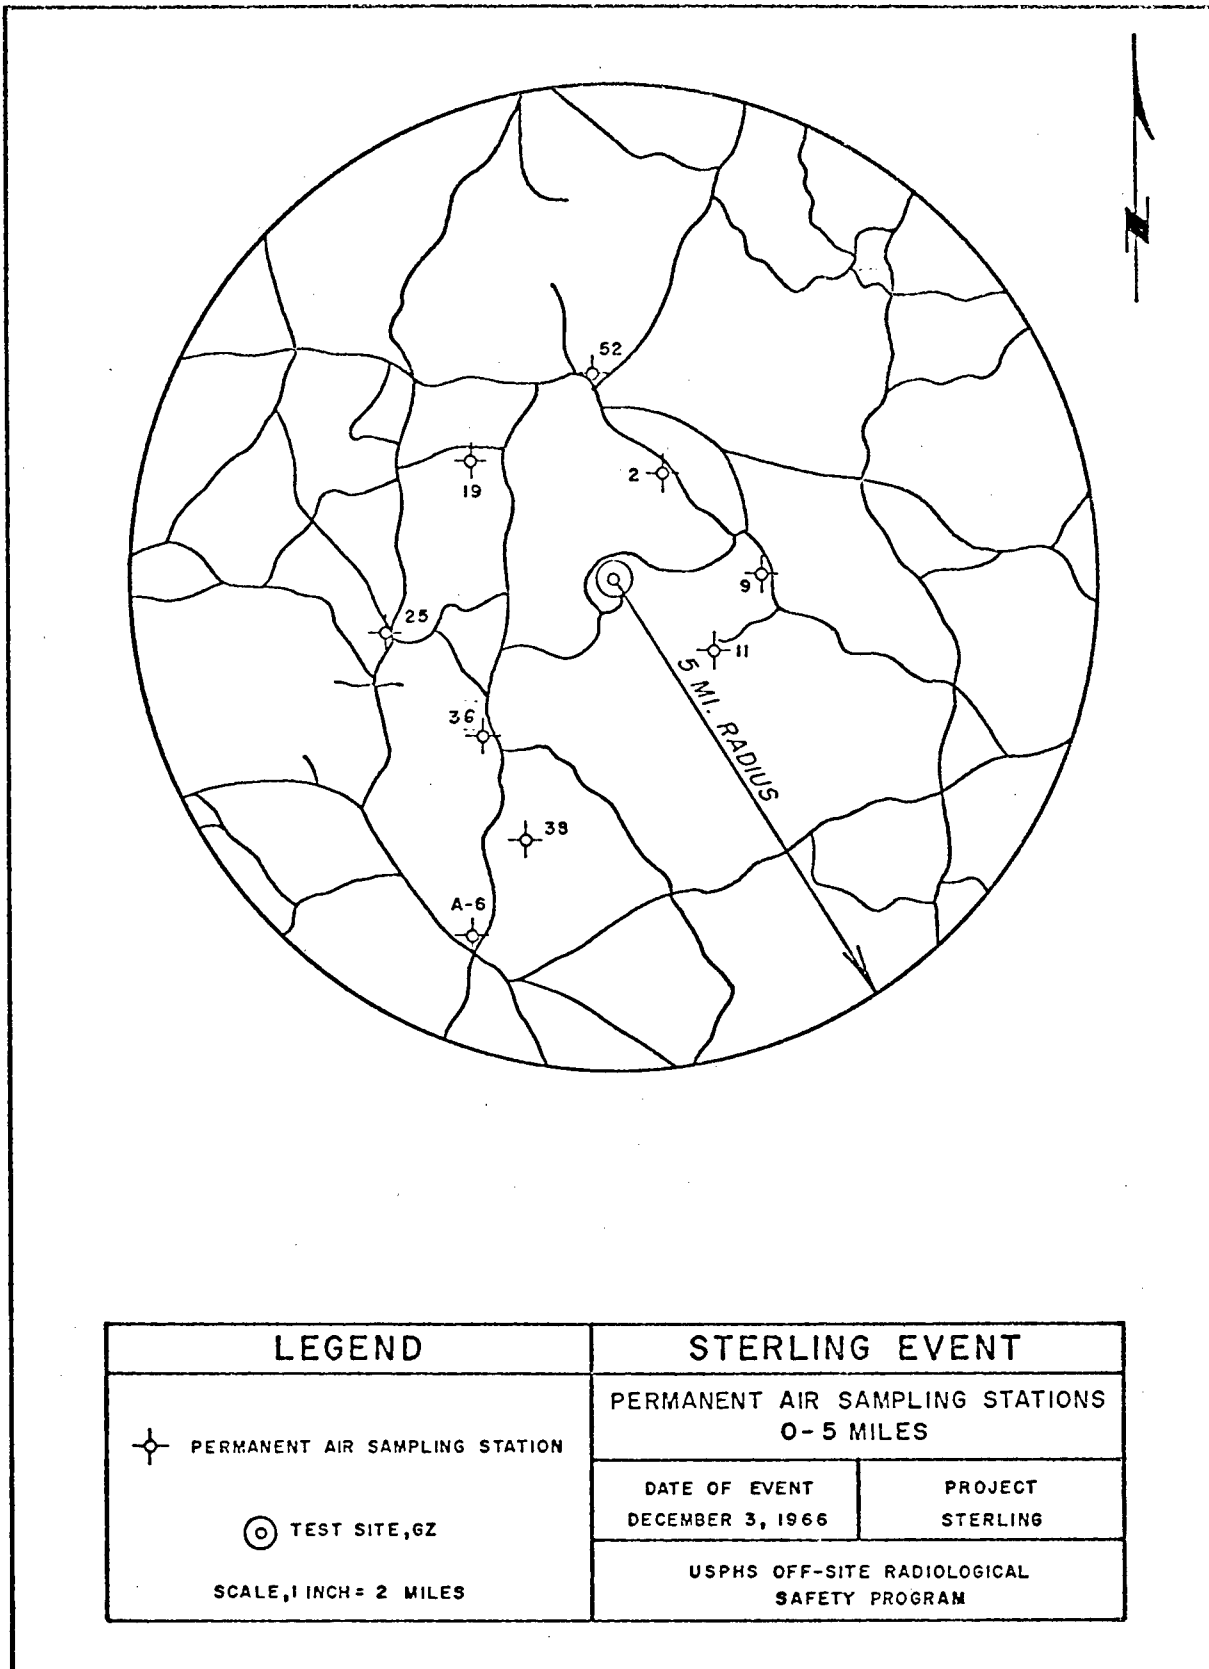 N
52
2
19
9
25
11
5 MI. RADIUS
36
38
A-6
LEGEND
PERMANENT AIR SAMPLING STATION
TEST SITE, GZ
SCALE, 1 INCH = 2 MILES
STERLING EVENT
PERMANENT AIR SAMPLING STATIONS
0-5 MILES
DATE OF EVENT
DECEMBER 3, 1966
PROJECT
STERLING
USPHS OFF-SITE RADIOLOGICAL
SAFETY PROGRAM